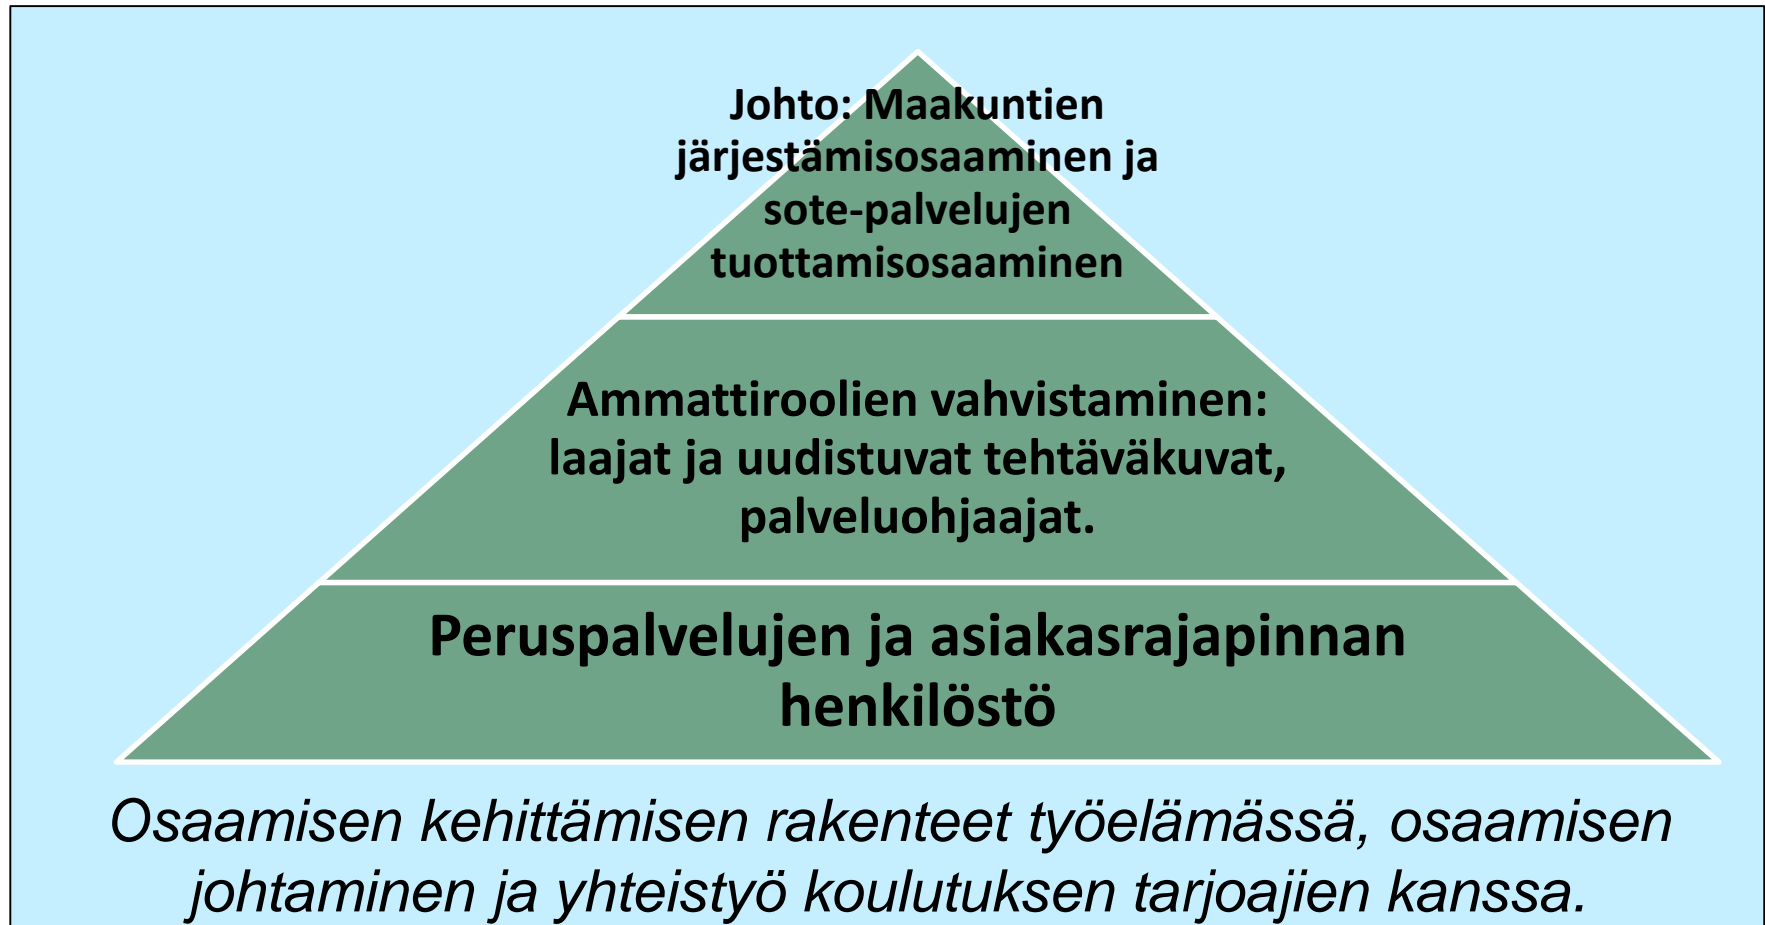 Johto: Maakuntien
järjestämisosaaminen ja
sote-palvelujen
tuottamisosaaminen
Ammattiroolien vahvistaminen:
laajat ja uudistuvat tehtäväkuvat,
palveluohjaajat.
Peruspalvelujen ja asiakasrajapinnan
henkilöstö
Osaamisen kehittämisen rakenteet työelämässä, osaamisen
johtaminen ja yhteistyö koulutuksen tarjoajien kanssa.